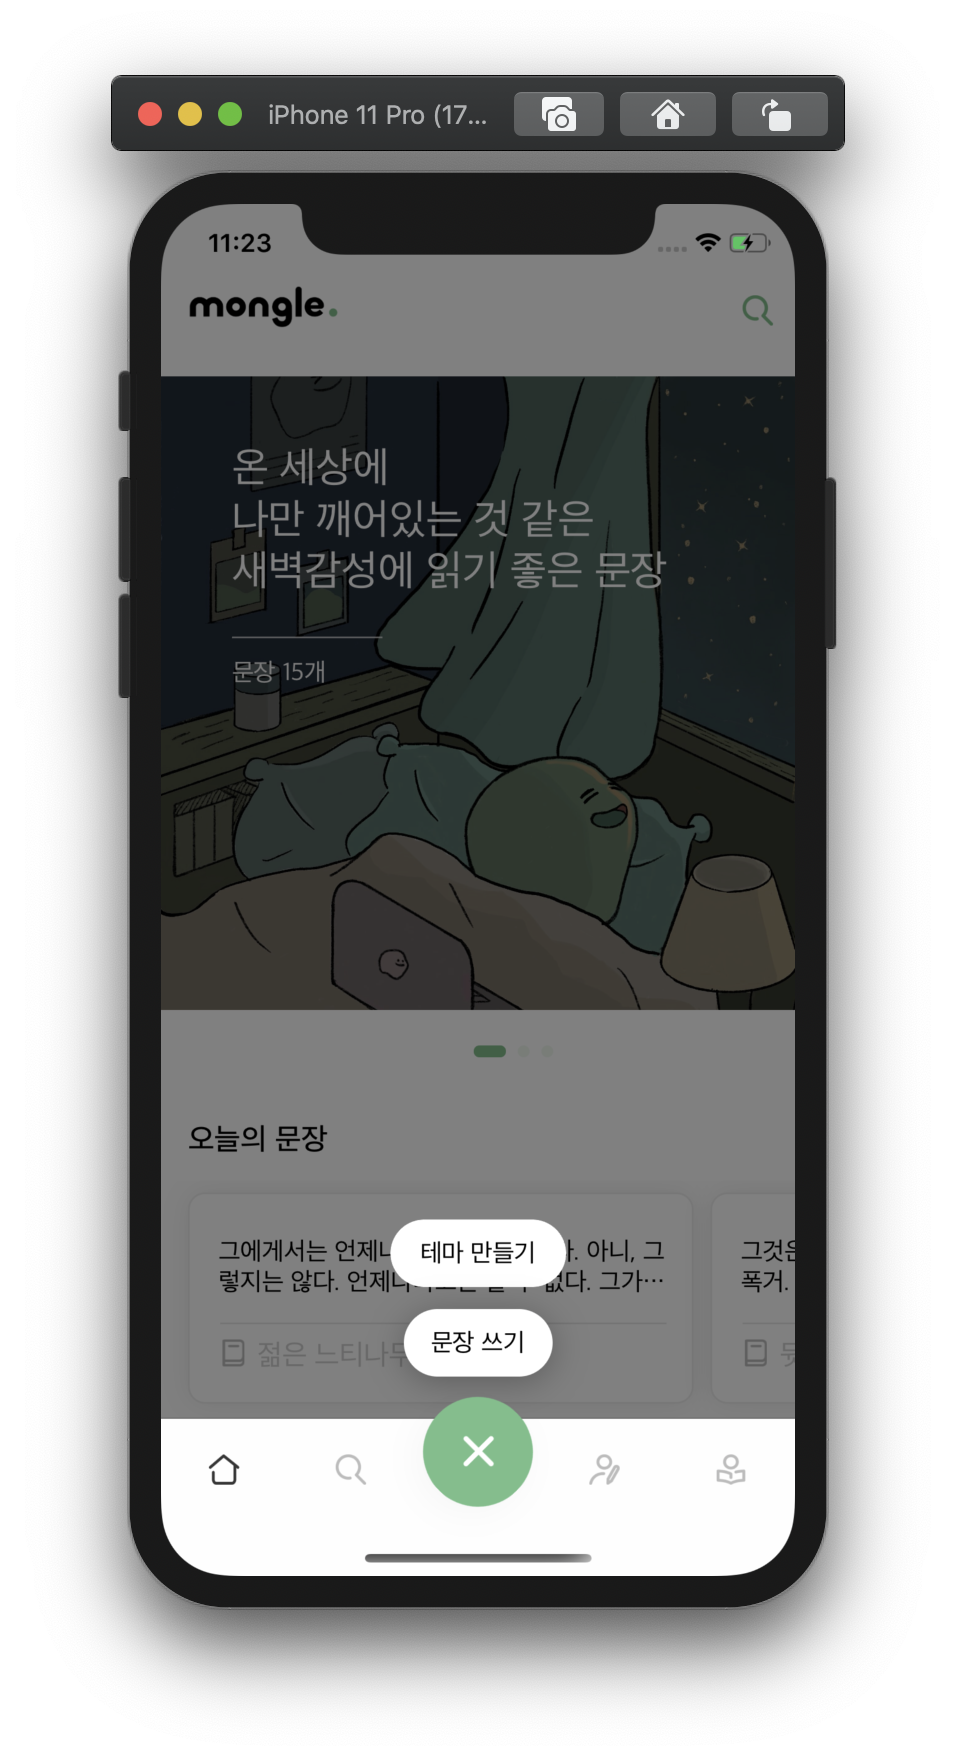 iPhone 11 Pro (17...
11:23
mongle.
온 세상에
나만 깨어있는 것 같은
새벽감성에 읽기 좋은 문장
문장 15개
오늘의 문장
그에게서는 언제나
. 아니, 그
렇지는 않다. 언제나
없다. 그가…
그것은
폭거.
젊은 느티나무
테마 만들기
문장 쓰기